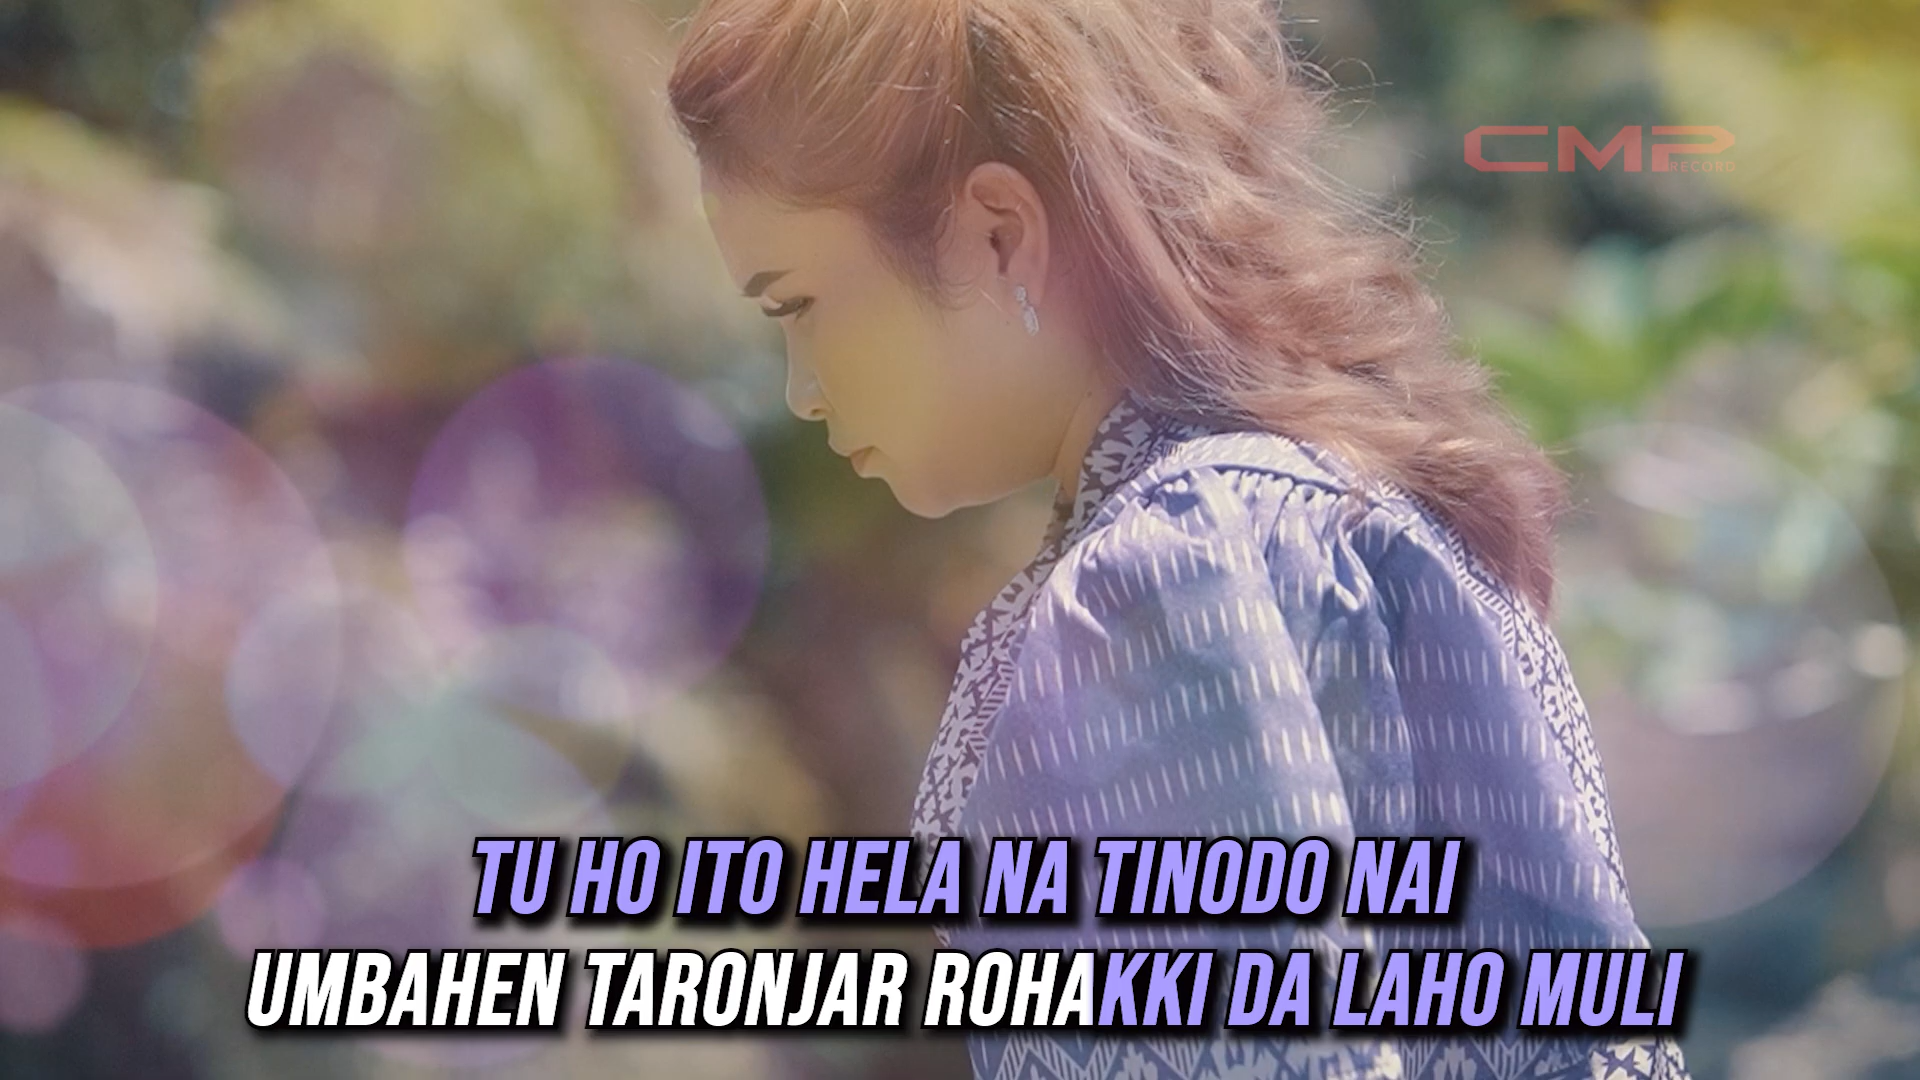 CMP
RECORD
TU HO ITO HELA NA TINODO NAI
UMBAHEN TARONJAR ROHAKKI DA LAHO MULI